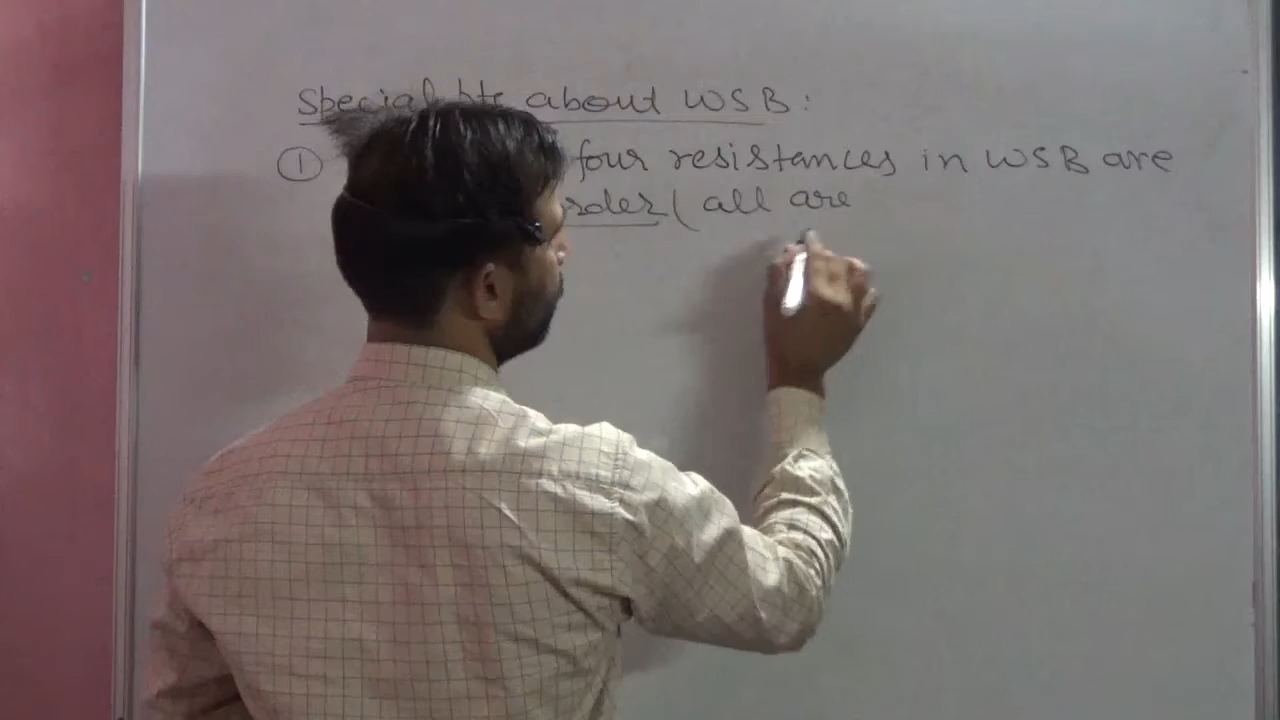 Special pts about WSB:
① four resistances in WSB are
order ( all are